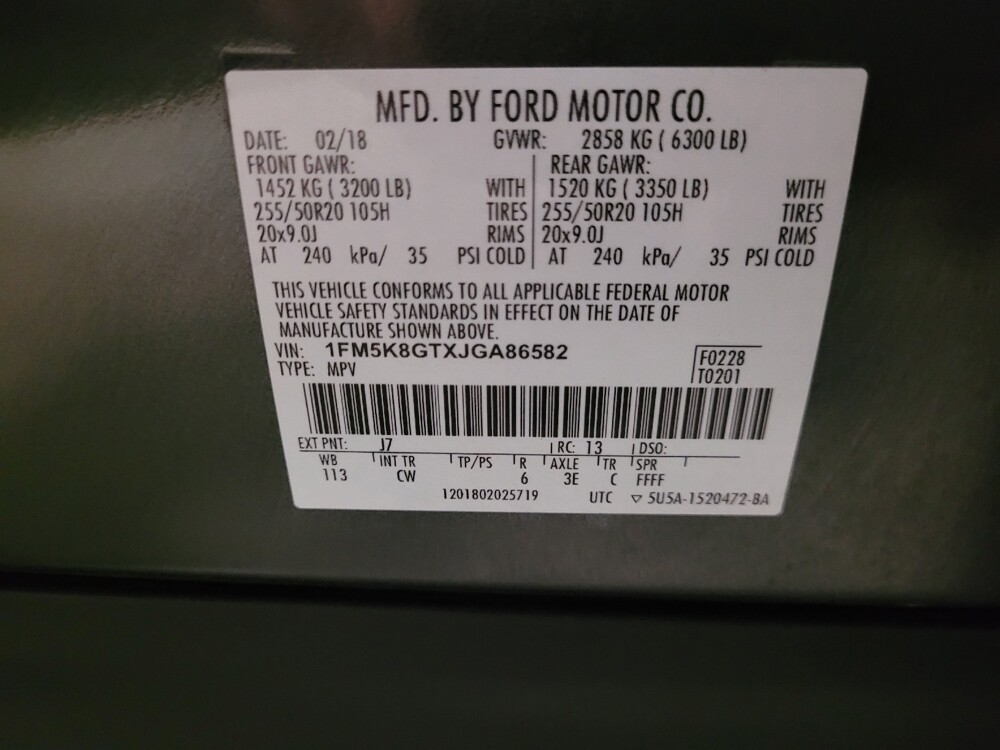 MFD. BY FORD MOTOR CO.
DATE: 02/18 GVWR: 2858 KG ( 6300 LB)
FRONT GAWR: REAR GAWR:
1452 KG ( 3200 LB) WITH 1520 KG ( 3350 LB) WITH
255/50R20 105H TIRES 255/50R20 105H TIRES
20x9.0J RIMS 20x9.0J RIMS
AT 240 kPa/ 35 PSI COLD AT 240 kPa/ 35 PSI COLD
THIS VEHICLE CONFORMS TO ALL APPLICABLE FEDERAL MOTOR
VEHICLE SAFETY STANDARDS IN EFFECT ON THE DATE OF
MANUFACTURE SHOWN ABOVE.
VIN: 1FM5K8GTXJGA86582 F0228
TYPE: MPV T0201
EXT PNT: J7 RC: 13 DSO:
WB INT TR TP/PS R AXLE TR SPR
113 CW 6 3E C FFFF
1201802025719 UTC ▽ 5U5A-1520472-BA